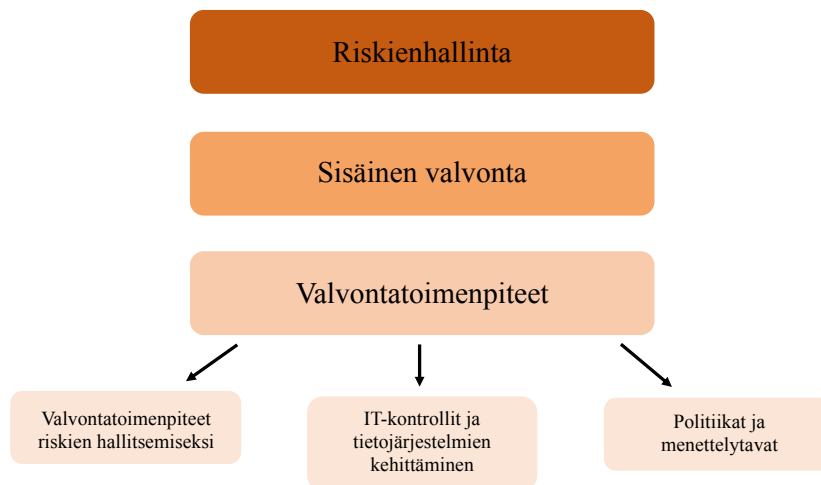 Riskienhallinta
Sisäinen valvonta
Valvontatoimenpiteet
Valvontatoimenpiteet
riskien hallitsemiseksi
IT-kontrollit ja
tietojärjestelmien
kehittäminen
Politiikat ja
menettelytavat